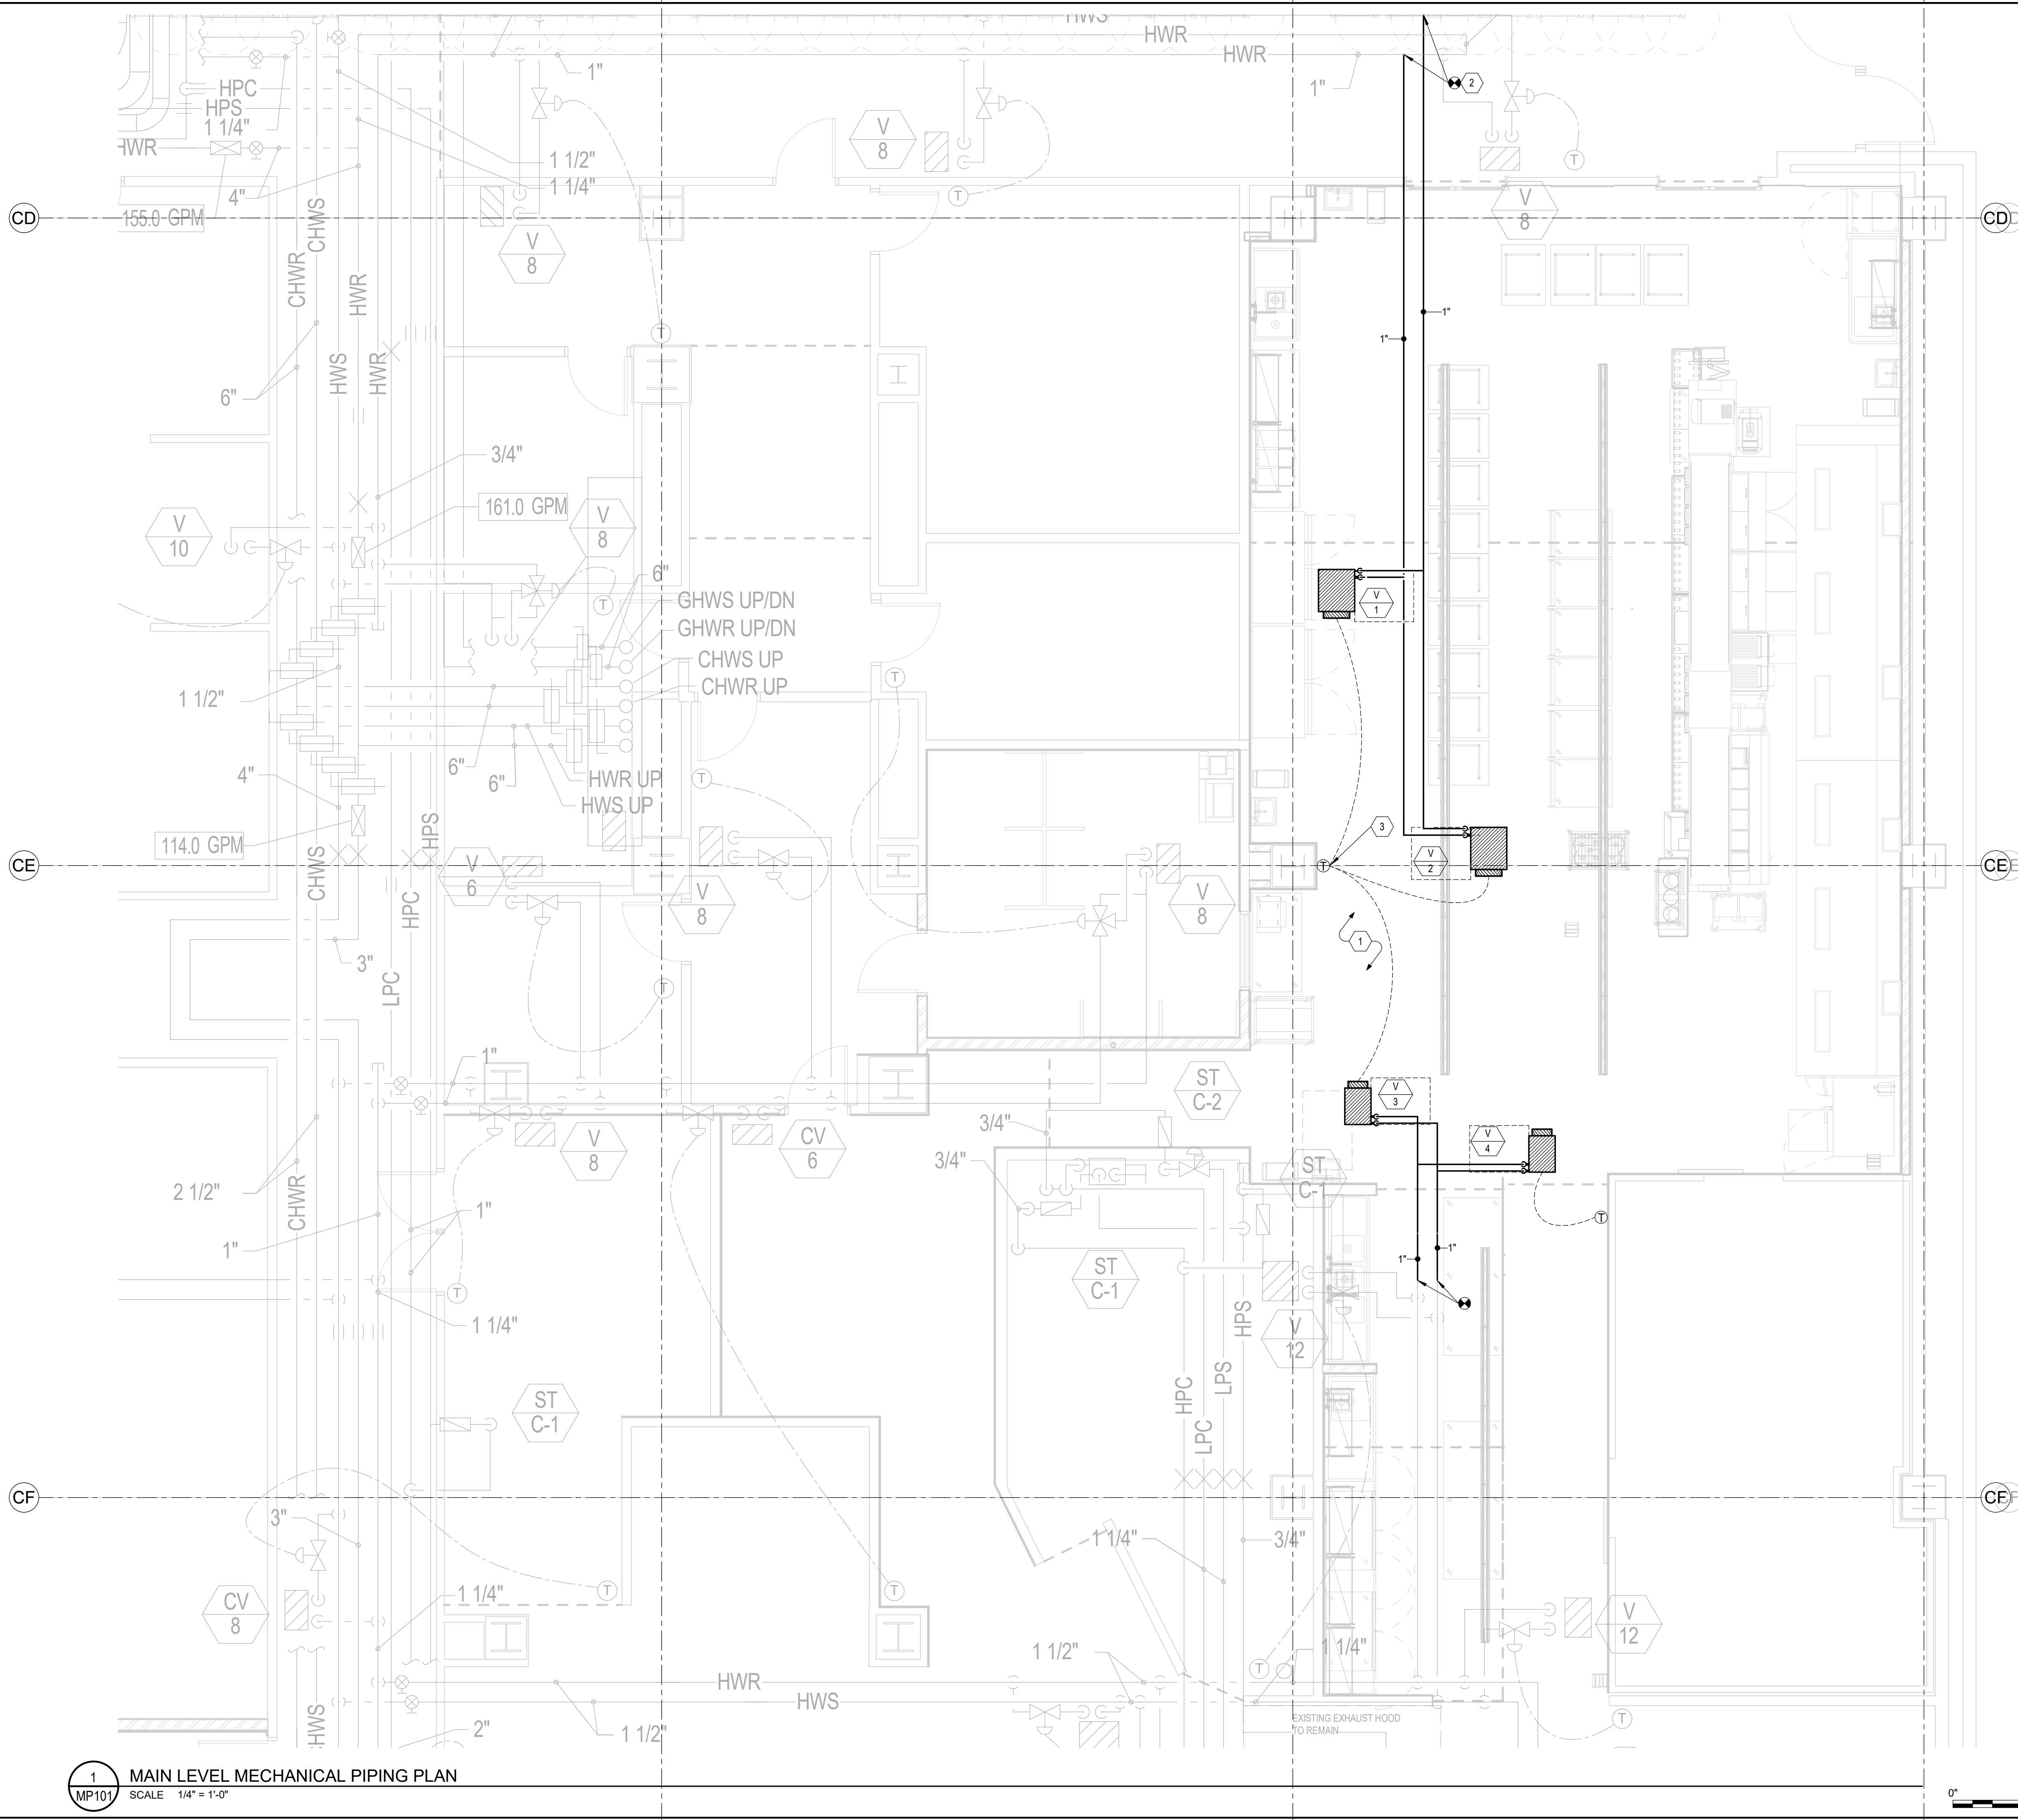 HWS
HWR
HWR
1"
1"
2
HPC
HPS
1 1/4"
HWR
4"
155.0 GPM
1 1/2"
1 1/4"
V
8
V
8
V
8
T
T
T
CD
CD
CHWS
CHWR
HWR
HWS
HWR
6"
1"
1"
3/4"
161.0 GPM
V
8
V
10
T
6"
GHWS UP/DN
GHWR UP/DN
CHWS UP
CHWR UP
T
V
1
1 1/2"
6"
6"
4"
HWR UP
HWS UP
T
114.0 GPM
HPS
3
CE
CE
CHWS
V
6
V
8
V
8
T
V
2
HPC
LPC
1
3"
T
1"
ST
C-2
V
3
3/4"
3/4"
V
8
CV
6
V
4
ST
C-1
2 1/2"
CHWR
1"
1"
T
1"
1"
ST
C-1
T
1 1/4"
HPS
V
12
HPC
LPS
LPC
ST
C-1
CF
CF
3"
1 1/4"
3/4"
T
T
CV
8
1 1/4"
V
12
1 1/2"
1 1/4"
T
HWR
HWS
2"
1 1/2"
EXISTING EXHAUST HOOD
TO REMAIN
T
1
MP101
MAIN LEVEL MECHANICAL PIPING PLAN
SCALE 1/4" = 1'-0"
0"